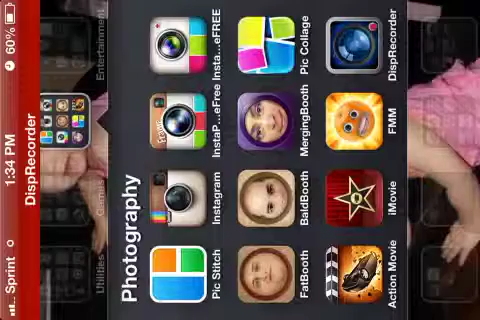 Sprint 1:34 PM 60%
DispRecorder
Utilities Games Entertainment
Photography
Pic Stitch Instagram InstaP...eFree Insta...eFREE
FatBooth BaldBooth MergingBooth Pic Collage
Action Movie iMovie FMM DispRecorder